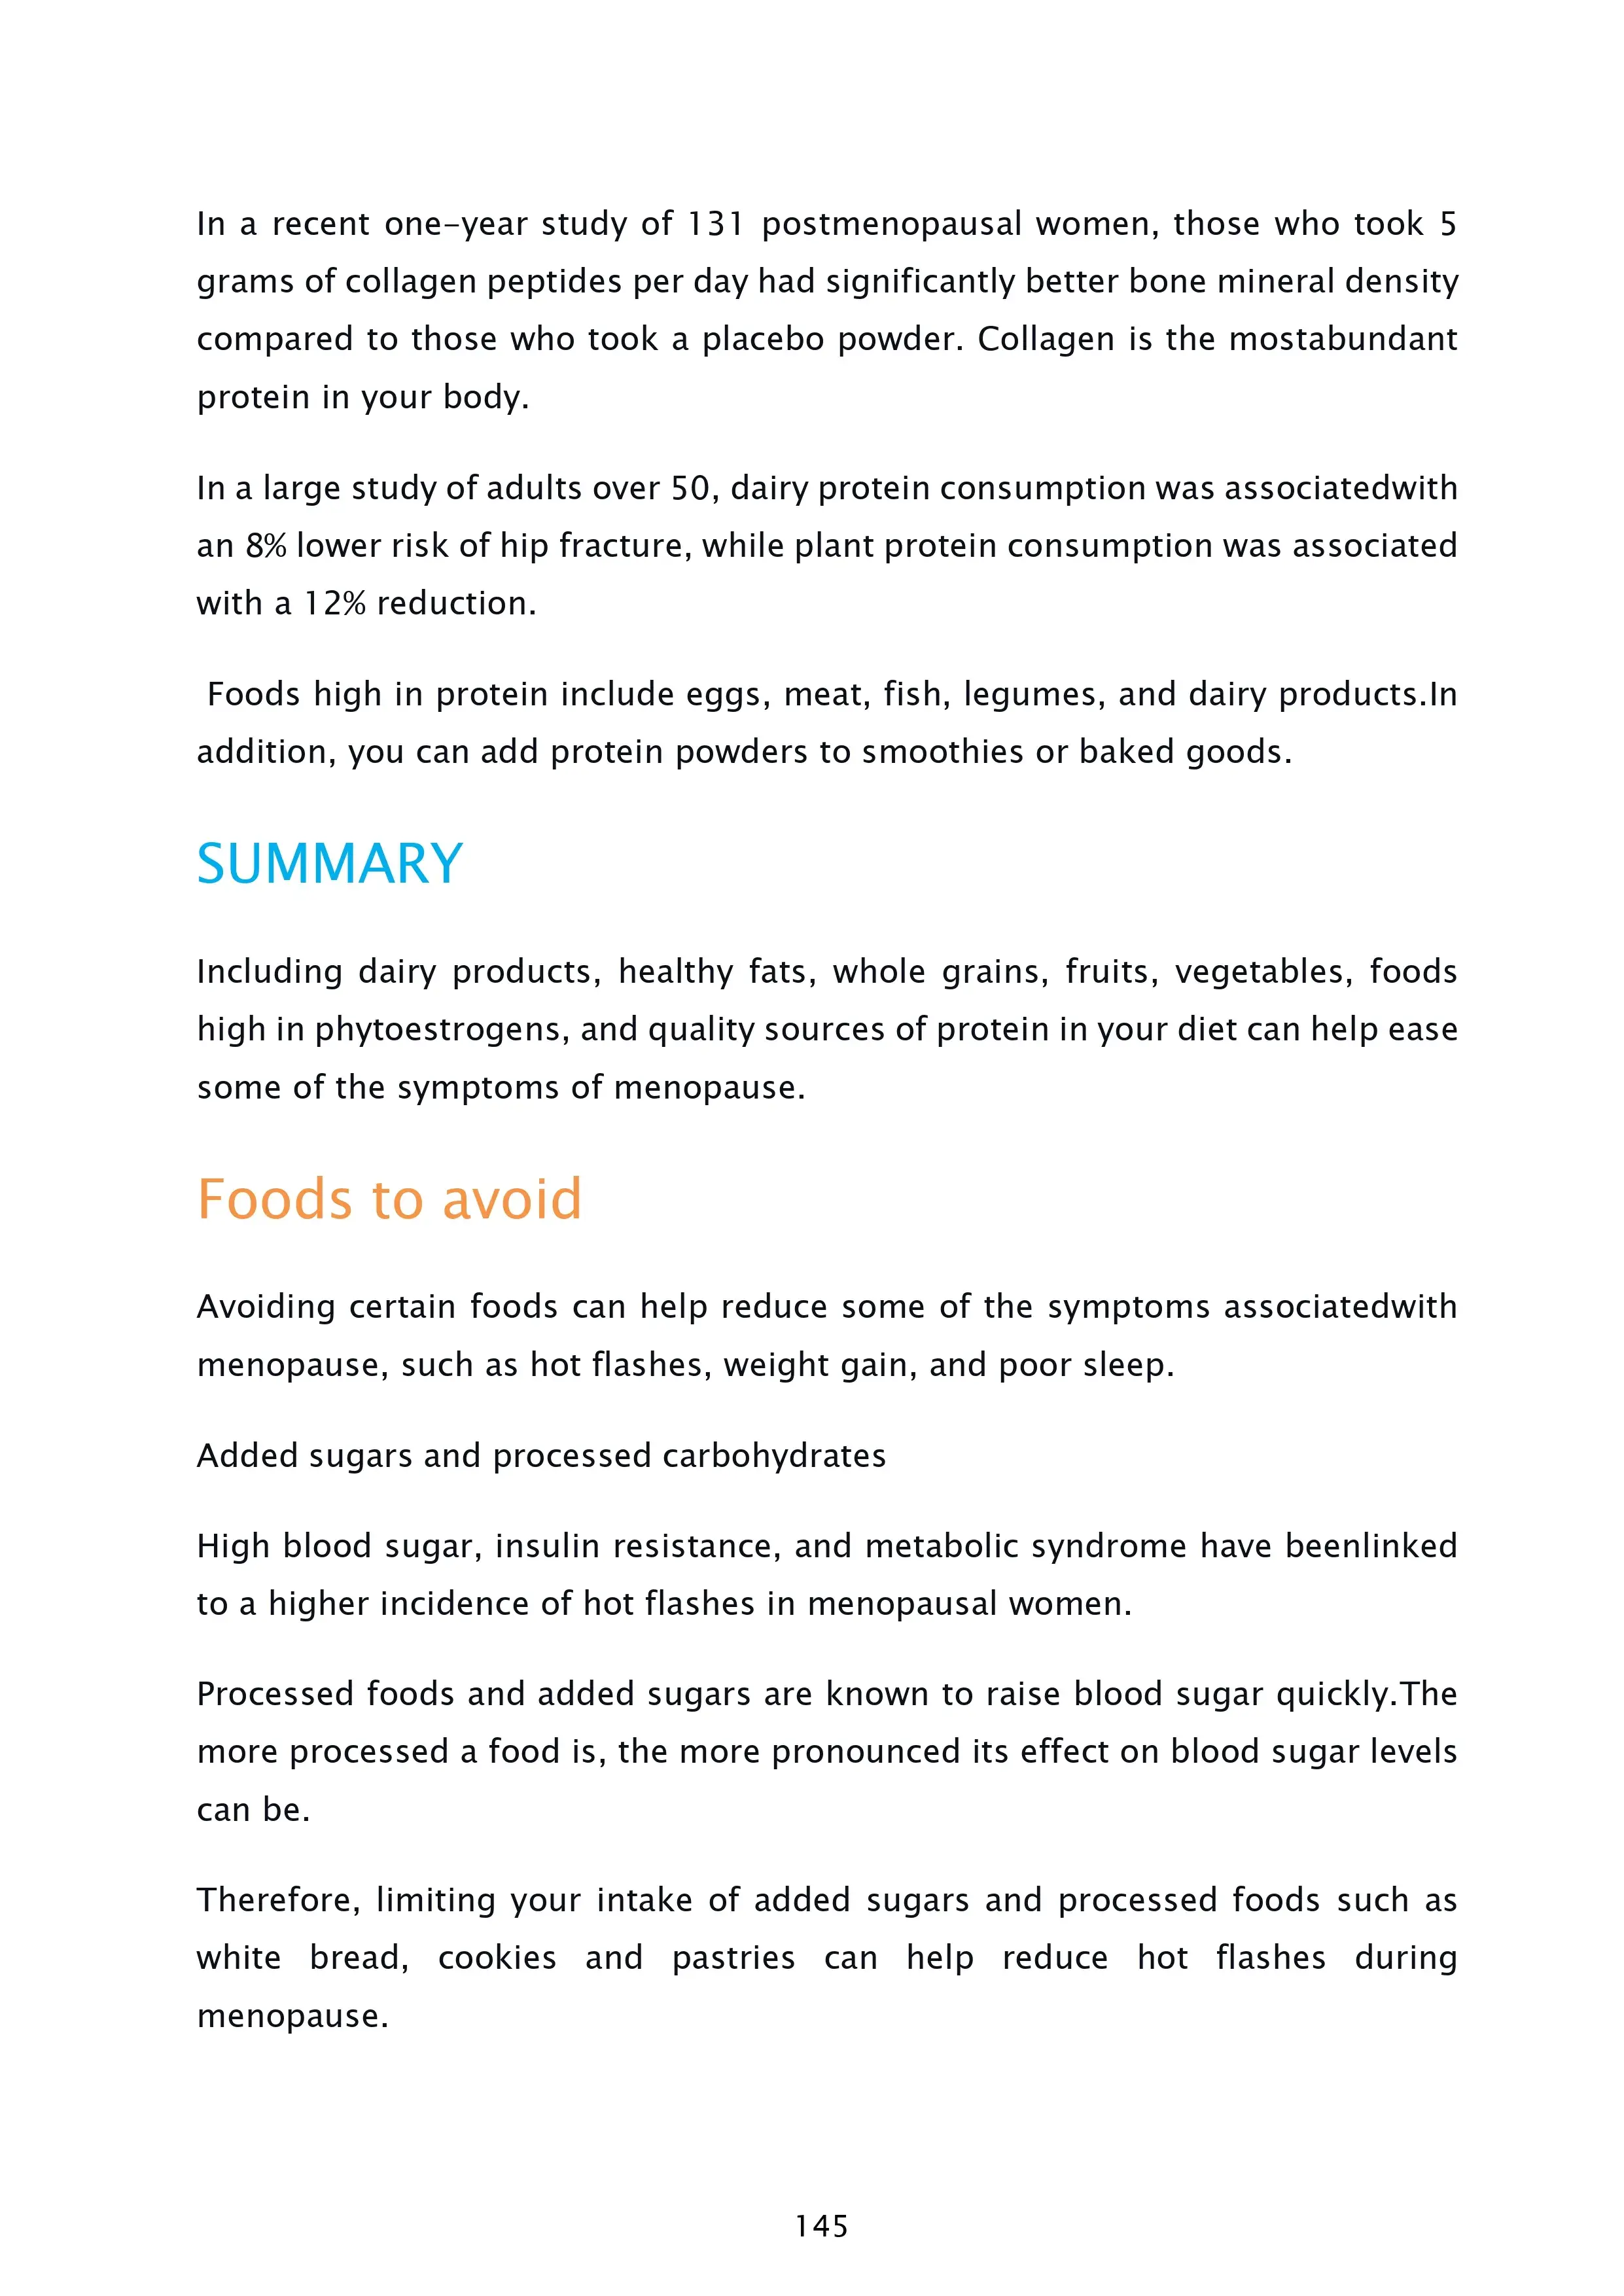 In a recent one-year study of 131 postmenopausal women, those who took 5
grams of collagen peptides per day had significantly better bone mineral density
compared to those who took a placebo powder. Collagen is the mostabundant
protein in your body.
In a large study of adults over 50, dairy protein consumption was associatedwith
an 8% lower risk of hip fracture, while plant protein consumption was associated
with a 12% reduction.
Foods high in protein include eggs, meat, fish, legumes, and dairy products.In
addition, you can add protein powders to smoothies or baked goods.
SUMMARY
Including dairy products, healthy fats, whole grains, fruits, vegetables, foods
high in phytoestrogens, and quality sources of protein in your diet can help ease
some of the symptoms of menopause.
Foods to avoid
Avoiding certain foods can help reduce some of the symptoms associatedwith
menopause, such as hot flashes, weight gain, and poor sleep.
Added sugars and processed carbohydrates
High blood sugar, insulin resistance, and metabolic syndrome have beenlinked
to a higher incidence of hot flashes in menopausal women.
Processed foods and added sugars are known to raise blood sugar quickly.The
more processed a food is, the more pronounced its effect on blood sugar levels
can be.
Therefore, limiting your intake of added sugars and processed foods such as
white bread, cookies and pastries can help reduce hot flashes during
menopause.
145